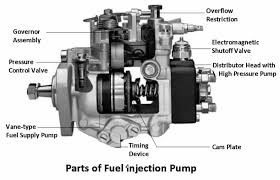 Overflow
Restriction
Governor
Assembly
Electromagnetic
Shutoff Valve
Pressure
Control Valve
Distributor Head with
High Pressure Pump
Vane-type
Fuel Supply Pump
Timing
Device
Cam Plate
Parts of Fuel injection Pump